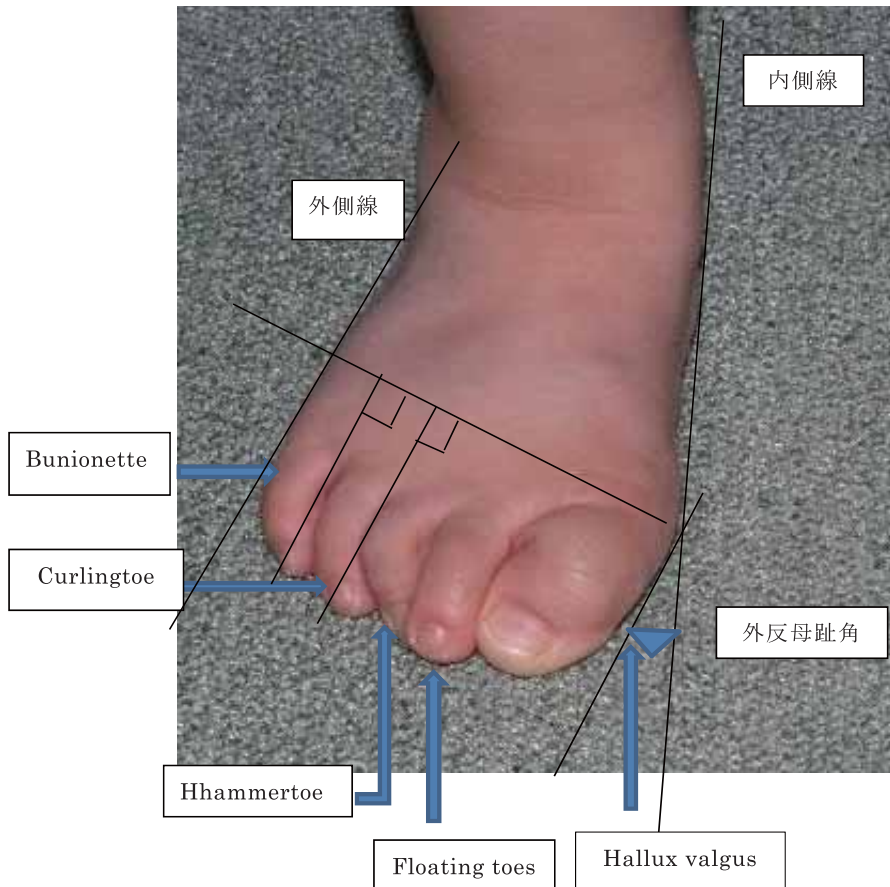 内側線
外側線
Bunionette
Curlingtoe
外反母趾角
Hhammertoe
Floating toes
Hallux valgus